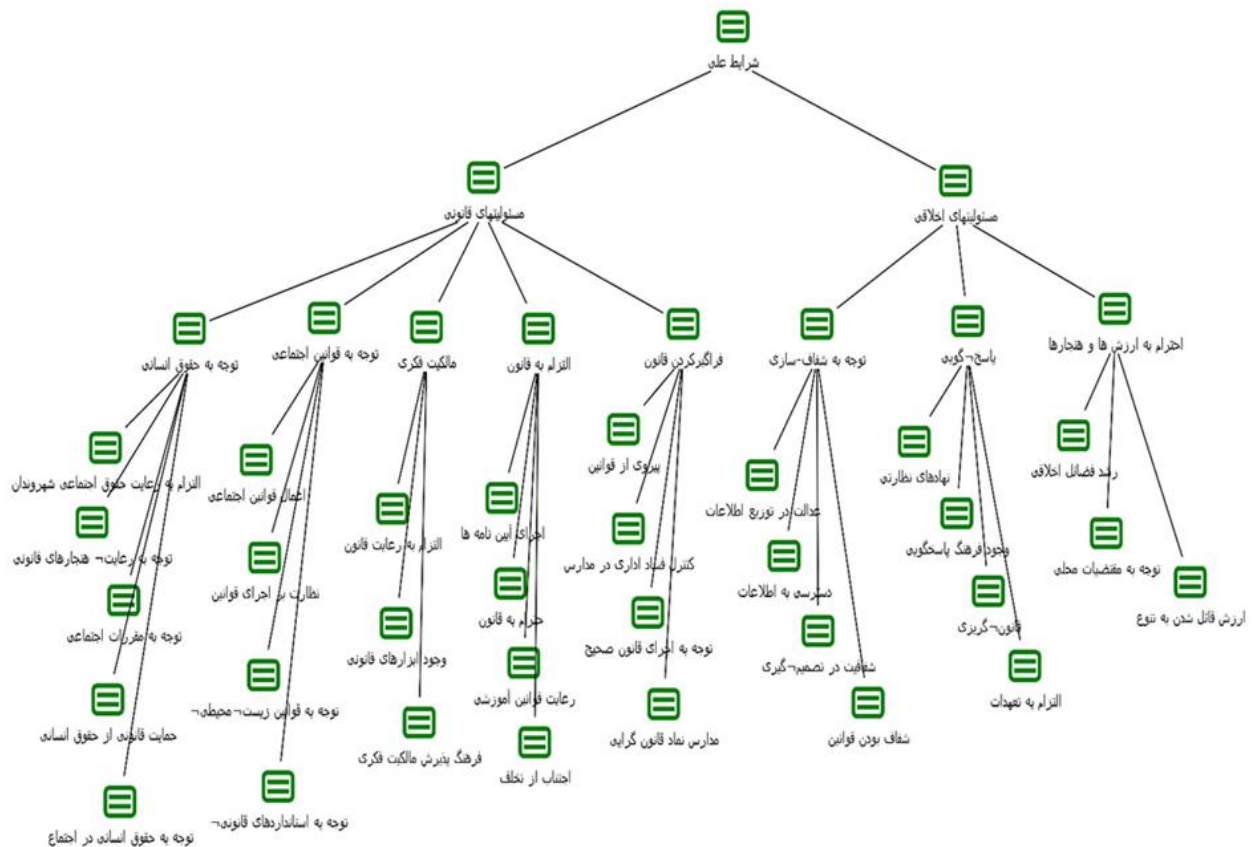 شرایط علی
مسئولیتهای اخلاقی
مسئولیتهای قانونی
احترام به ارزش ها و هنجارها
پاسخ¬گویی
توجه به شفاف-سازی
فراگیرکردن قانون
التزام به قانون
مالکیت فکری
توجه به قوانین اجتماعی
توجه به حقوق انسانی
رشد فضائل اخلاقی
توجه به مقتضیات محلی
ارزش قائل شدن به تنوع
نهادهای نظارتی
وجود فرهنگ پاسخگویی
قانون¬گریزی
التزام به تعهدات
عدالت در توزیع اطلاعات
دسترسی به اطلاعات
شفافیت در تصمیم¬گیری
شفاف بودن قوانین
پیروی از قوانین
کنترل فساد اداری در مدارس
توجه به اجرای قانون صحیح
مدارس نماد قانون گرایی
اجرای آیین نامه ها
حترام به قانون
رعایت قوانین آموزشی
اجتناب از تخلف
التزام به رعایت قانون
وجود ابزارهای قانونی
فرهنگ پذیرش مالکیت فکری
اعمال قوانین اجتماعی
نظارت بر اجرای قوانین
توجه به قوانین زیست¬محیطی¬
توجه به استانداردهای قانونی¬
التزام به رعایت حقوق اجتماعی شهروندان
توجه به رعایت¬ هنجارهای قانونی
توجه به مقررات اجتماعی
حمایت قانونی از حقوق انسانی
توجه به حقوق انسانی در اجتماع